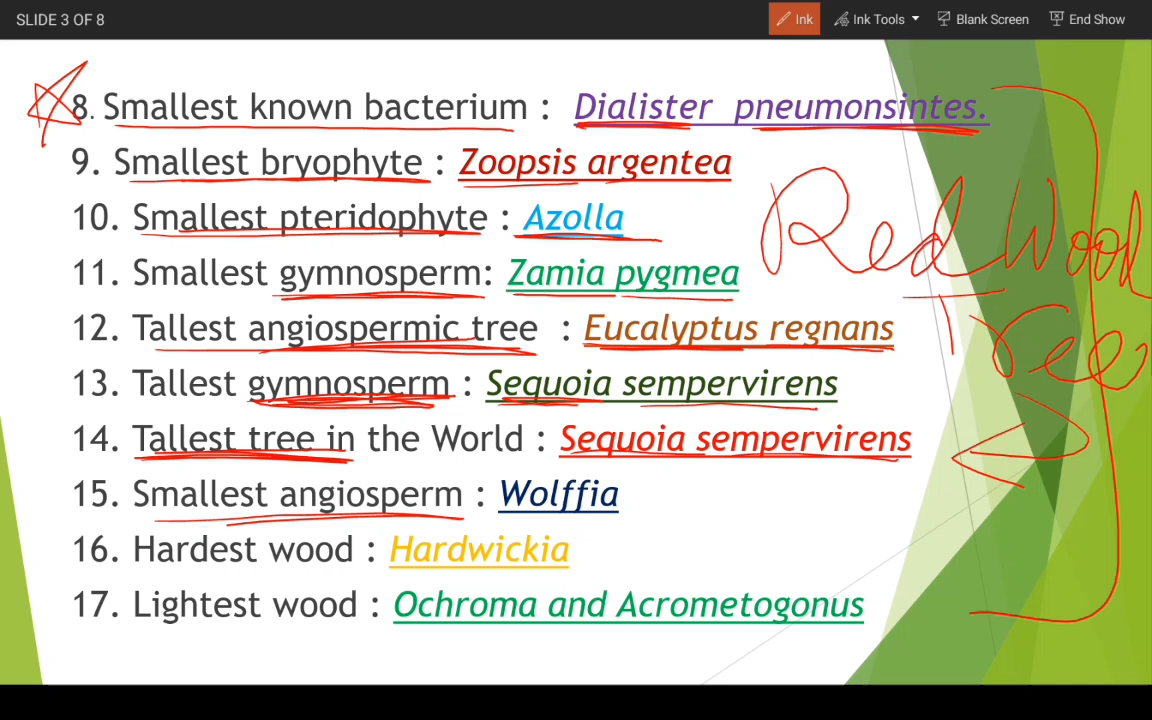 SLIDE 3 OF 8
Ink
Ink Tools
Blank Screen
End Show
8. Smallest known bacterium : Dialister pneumonsintes.
9. Smallest bryophyte : Zoopsis argentea
10. Smallest pteridophyte : Azolla
11. Smallest gymnosperm: Zamia pygmea
12. Tallest angiospermic tree : Eucalyptus regnans
13. Tallest gymnosperm : Sequoia sempervirens
14. Tallest tree in the World : Sequoia sempervirens
15. Smallest angiosperm : Wolffia
16. Hardest wood : Hardwickia
17. Lightest wood : Ochroma and Acrometogonus
Red Wood
Tree